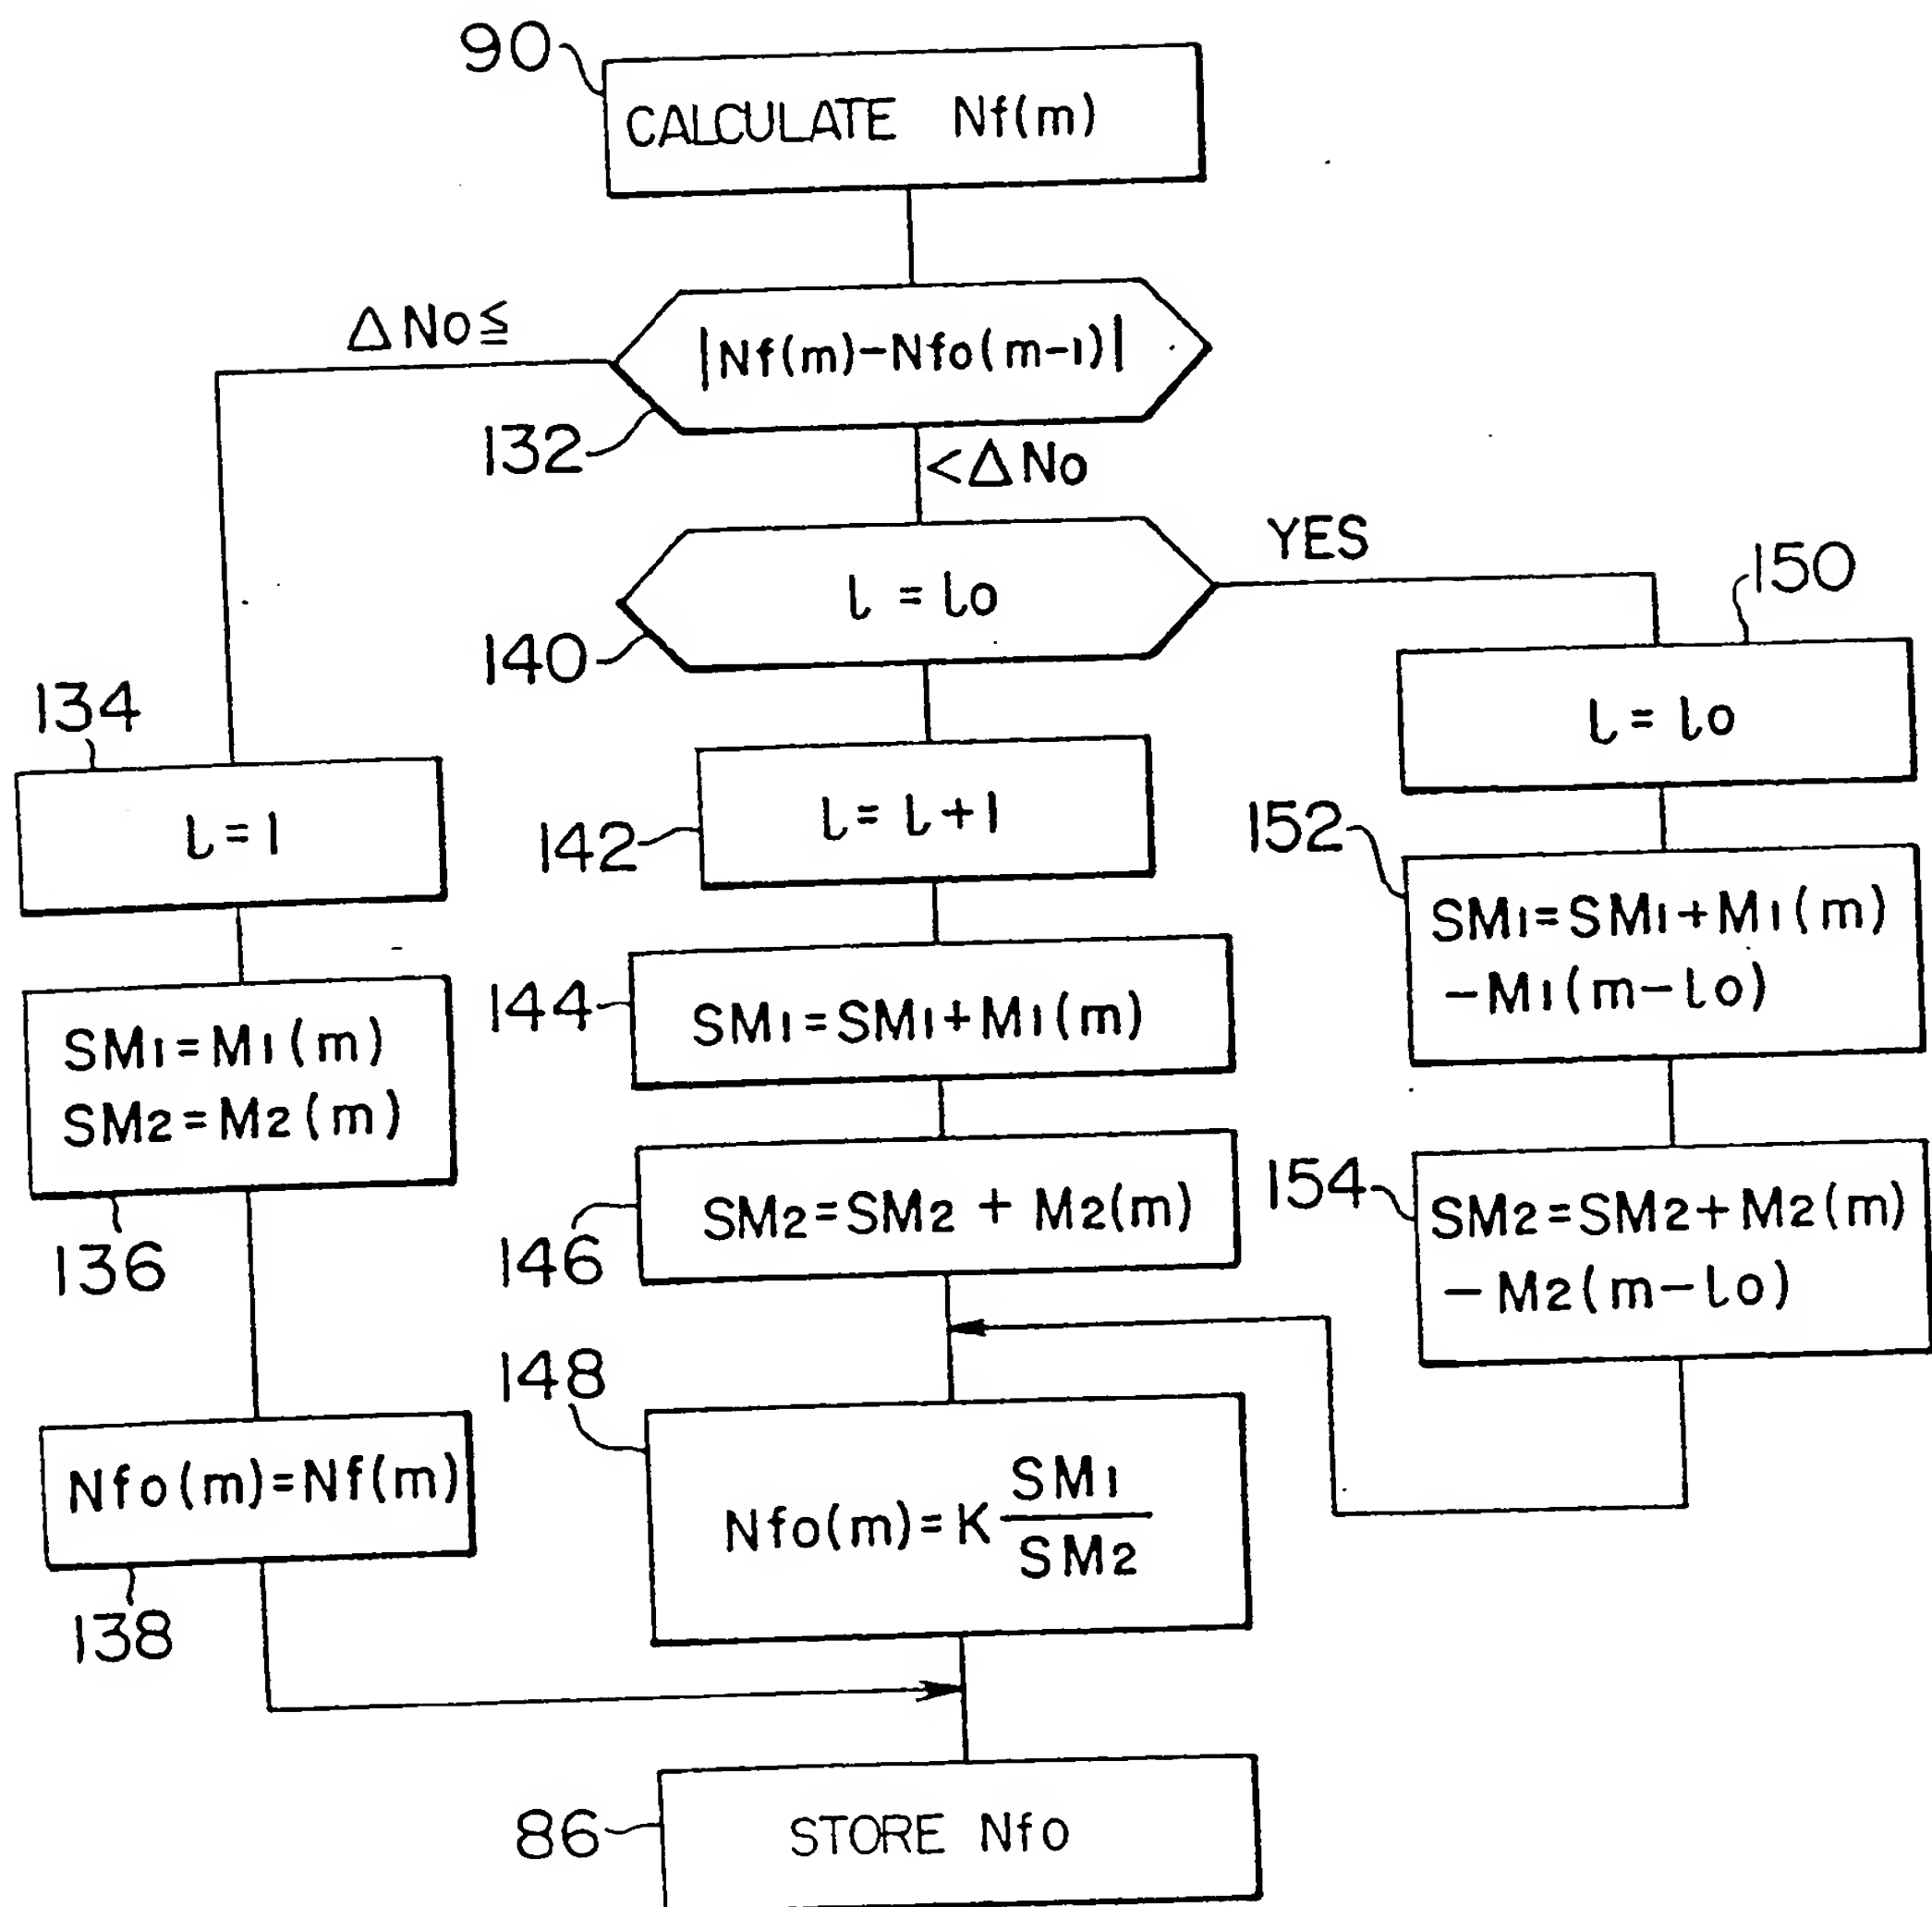 90
CALCULATE Nf(m)
ΔNo≦
|Nf(m)-Nfo(m-1)|
132
<ΔNo
YES
l = lo
140
150
l = lo
134
l=1
l=l+1
142
152
SM1=SM1+M1(m)
-M1(m-lo)
144
SM1=SM1+M1(m)
SM1=M1(m)
SM2=M2(m)
136
146
SM2=SM2 + M2(m)
154
SM2=SM2+M2(m)
-M2(m-lo)
148
Nfo(m)=K SM1
SM2
Nfo(m)=Nf(m)
138
86
STORE Nfo